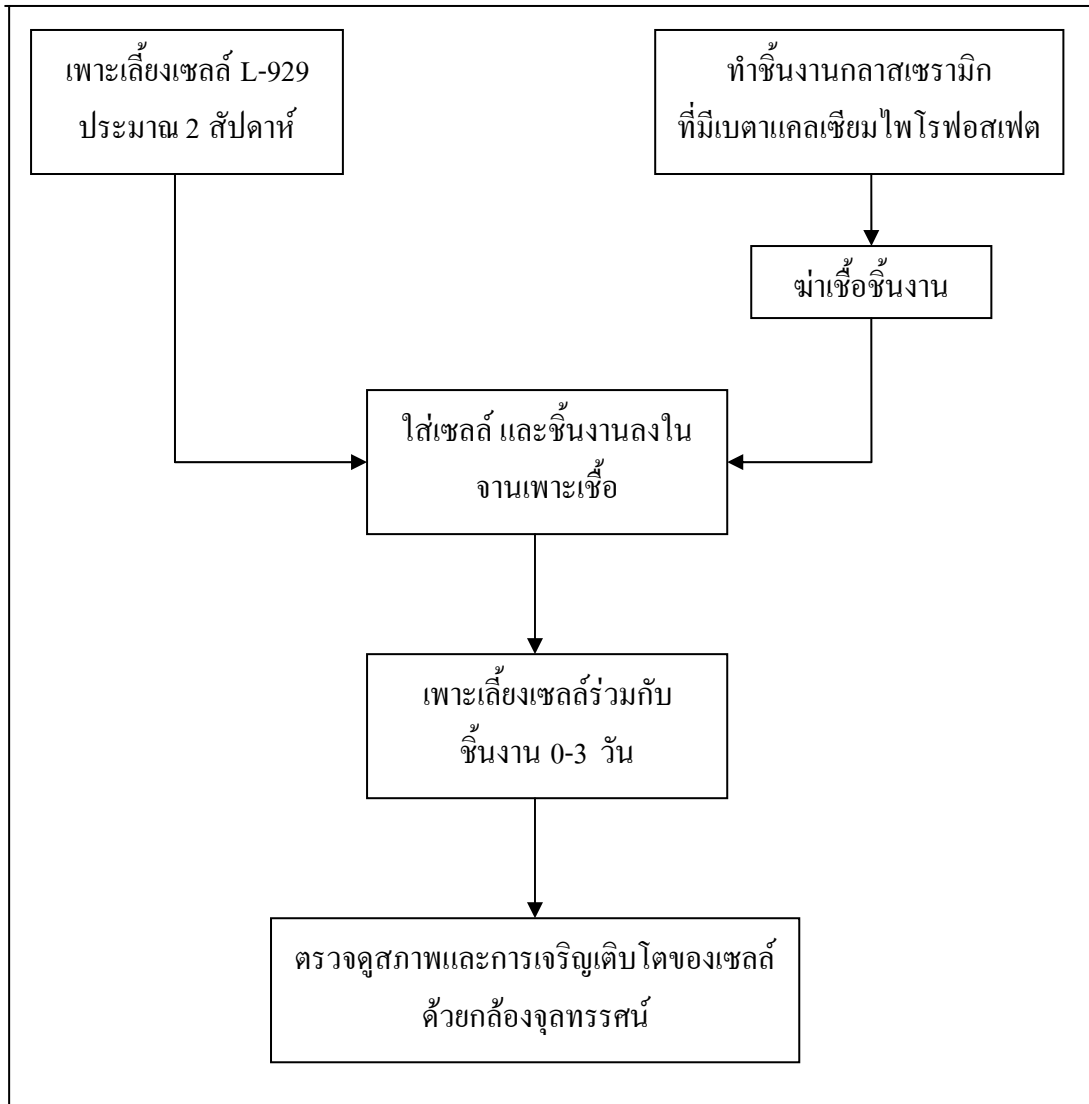 เพาะเลี้ยงเซลล์ L-929
ประมาณ 2 สัปดาห์
ทำชิ้นงานกลาสเซรามิก
ที่มีเบตาแคลเซียมไพโรฟอสเฟต
ฆ่าเชื้อชิ้นงาน
ใส่เซลล์ และชิ้นงานลงใน
จานเพาะเชื้อ
เพาะเลี้ยงเซลล์ร่วมกับ
ชิ้นงาน 0-3 วัน
ตรวจดูสภาพและการเจริญเติบโตของเซลล์
ด้วยกล้องจุลทรรศน์